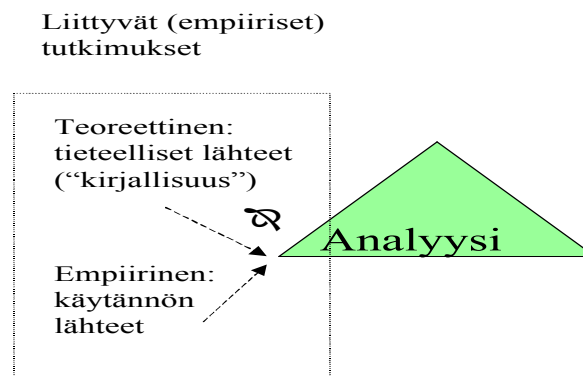 Liittyvät (empiiriset)
tutkimukset
Teoreettinen:
tieteelliset lähteet
(“kirjallisuus”)
&
Analyysi
Empiirinen:
käytännön
lähteet